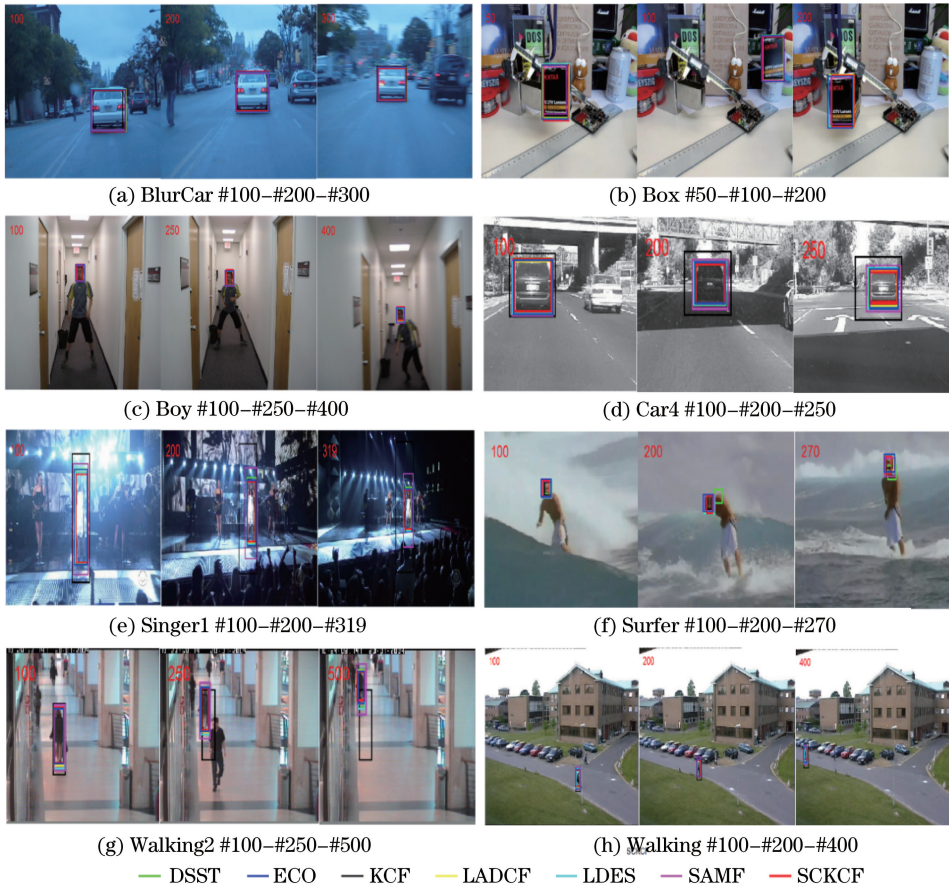 100
200
300
(a) BlurCar #100-#200-#300
DOS
DOS
DOS
(b) Box #50-#100-#200
100
250
400
(c) Boy #100-#250-#400
100
200
250
(d) Car4 #100-#200-#250
200
319
(e) Singer1 #100-#200-#319
100
200
270
(f) Surfer #100-#200-#270
100
250
500
(g) Walking2 #100-#250-#500
100
200
400
(h) Walking #100-#200-#400
DSST ECO KCF LADCF LDES SAMF SCKCF